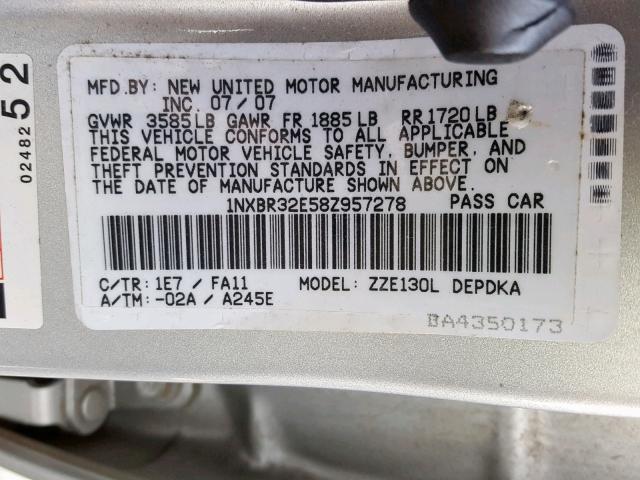 MFD.BY: NEW UNITED MOTOR MANUFACTURING
INC. 07/07
GVWR 3585LB GAWR FR 1885LB RR1720LB
THIS VEHICLE CONFORMS TO ALL APPLICABLE
FEDERAL MOTOR VEHICLE SAFETY, BUMPER, AND
THEFT PREVENTION STANDARDS IN EFFECT ON
THE DATE OF MANUFACTURE SHOWN ABOVE.
1NXBR32E58Z957278 PASS CAR
C/TR: 1E7 / FA11 MODEL: ZZE130L DEPDKA
A/TM: -02A / A245E
BA4350173
52
02482